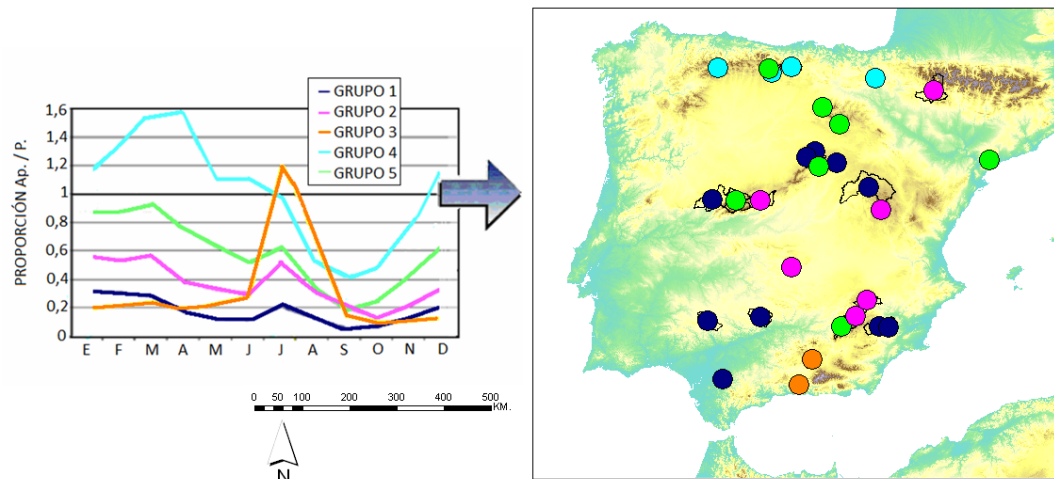 GRUPO 1
GRUPO 2
GRUPO 3
GRUPO 4
GRUPO 5
PROPORCIÓN Ap. / P.
1,6
1,4
1,2
1
0,8
0,6
0,4
0,2
0
E F M A M J J A S O N D
0 50 100 200 300 400 500
KM.
N